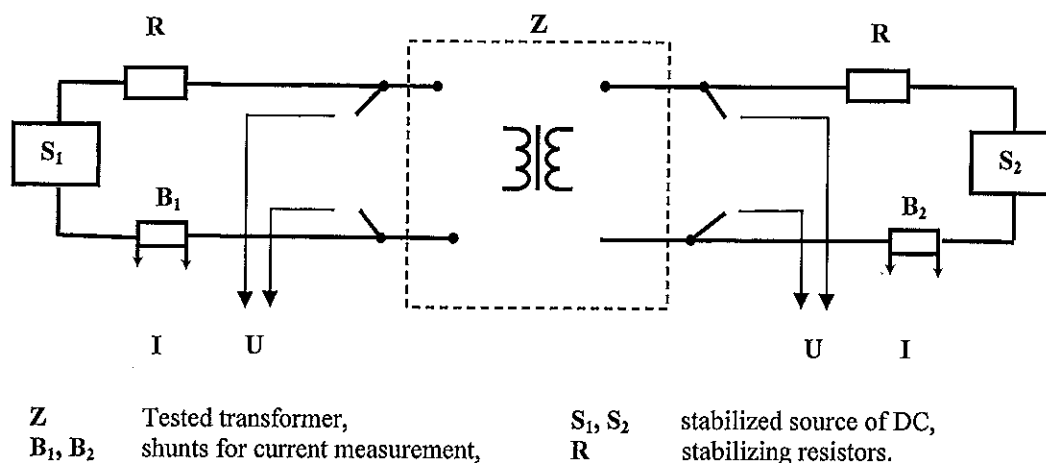 Z
R R
S₁ S₂
B₁ B₂
I U U I
Z Tested transformer, S₁, S₂ stabilized source of DC,
B₁, B₂ shunts for current measurement, R stabilizing resistors.